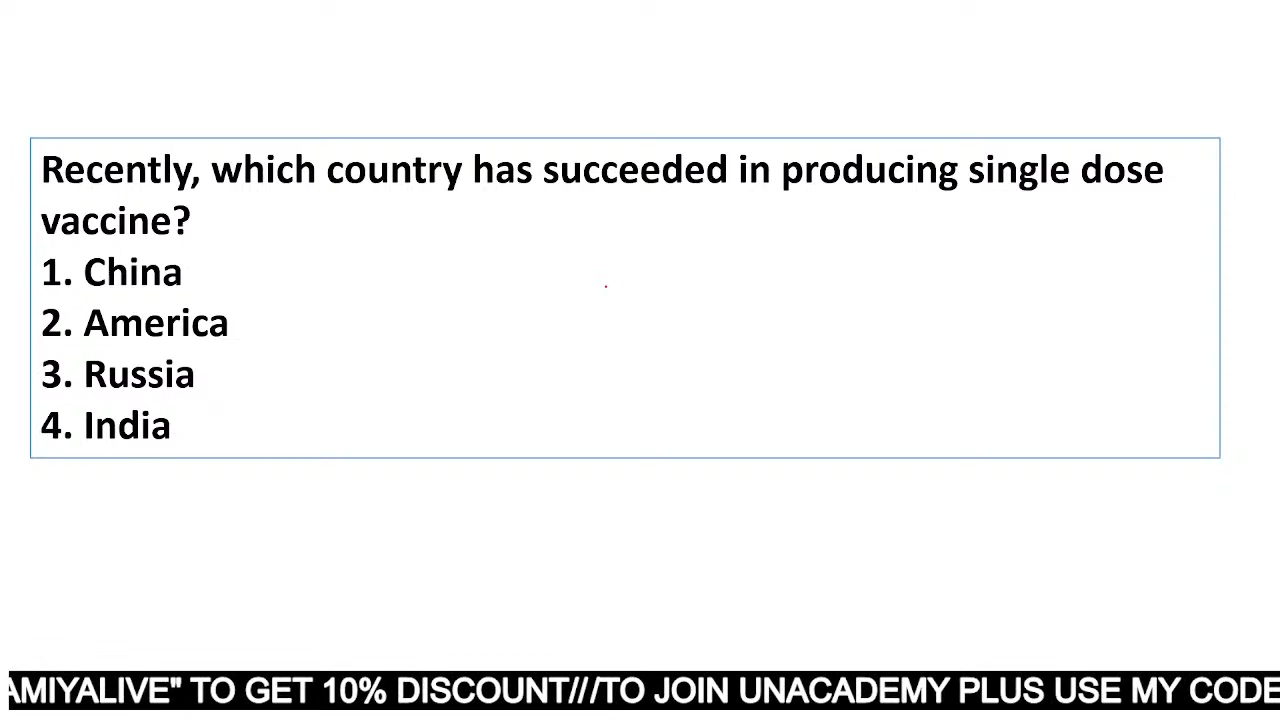 Recently, which country has succeeded in producing single dose
vaccine?
1. China
2. America
3. Russia
4. India
AMIYALIVE" TO GET 10% DISCOUNT///TO JOIN UNACADEMY PLUS USE MY CODE